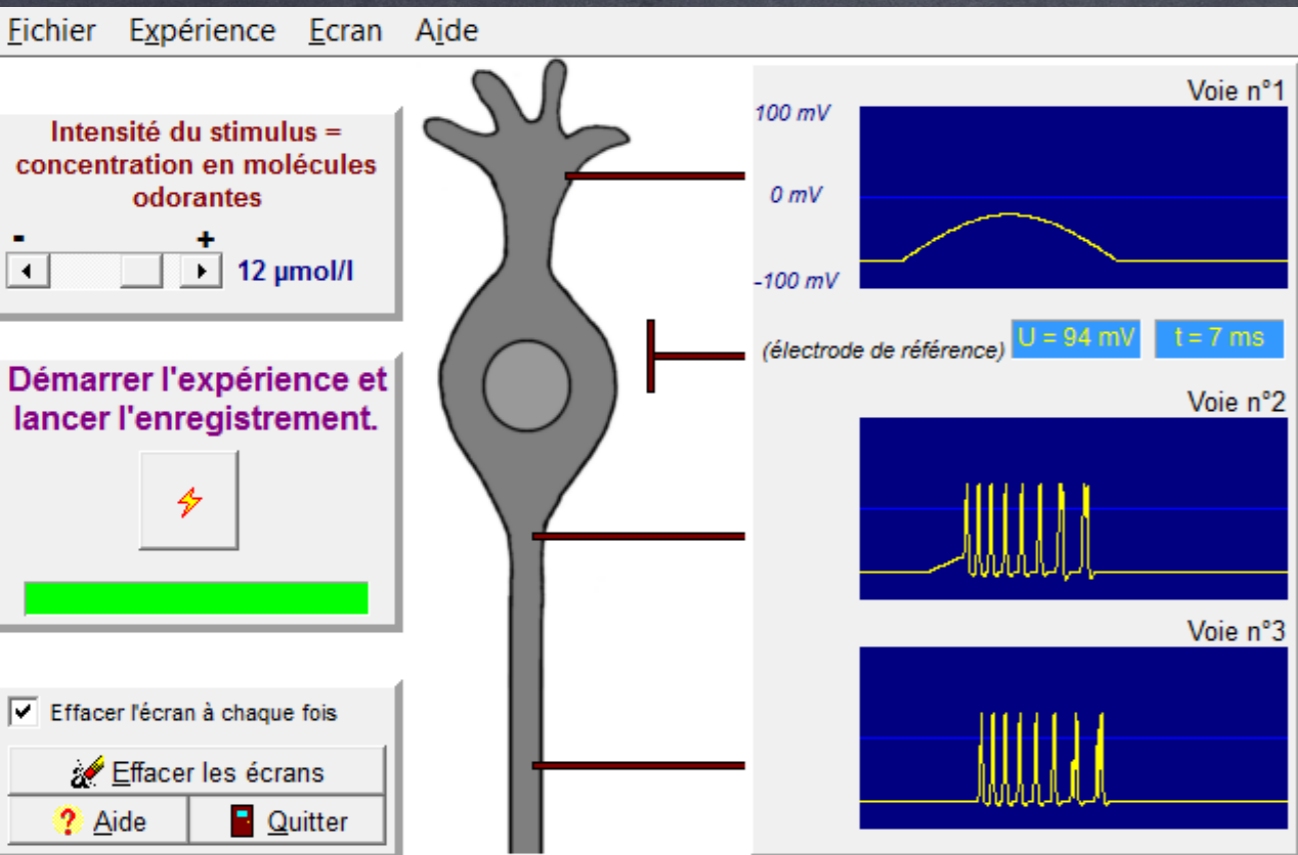 Fichier Expérience Ecran Aide
Intensité du stimulus =
concentration en molécules
odorantes
- +
12 µmol/l
Démarrer l'expérience et
lancer l'enregistrement.
Effacer l'écran à chaque fois
Effacer les écrans
? Aide Quitter
Voie n°1
100 mV
0 mV
-100 mV
(électrode de référence) U = 94 mV t = 7 ms
Voie n°2
Voie n°3